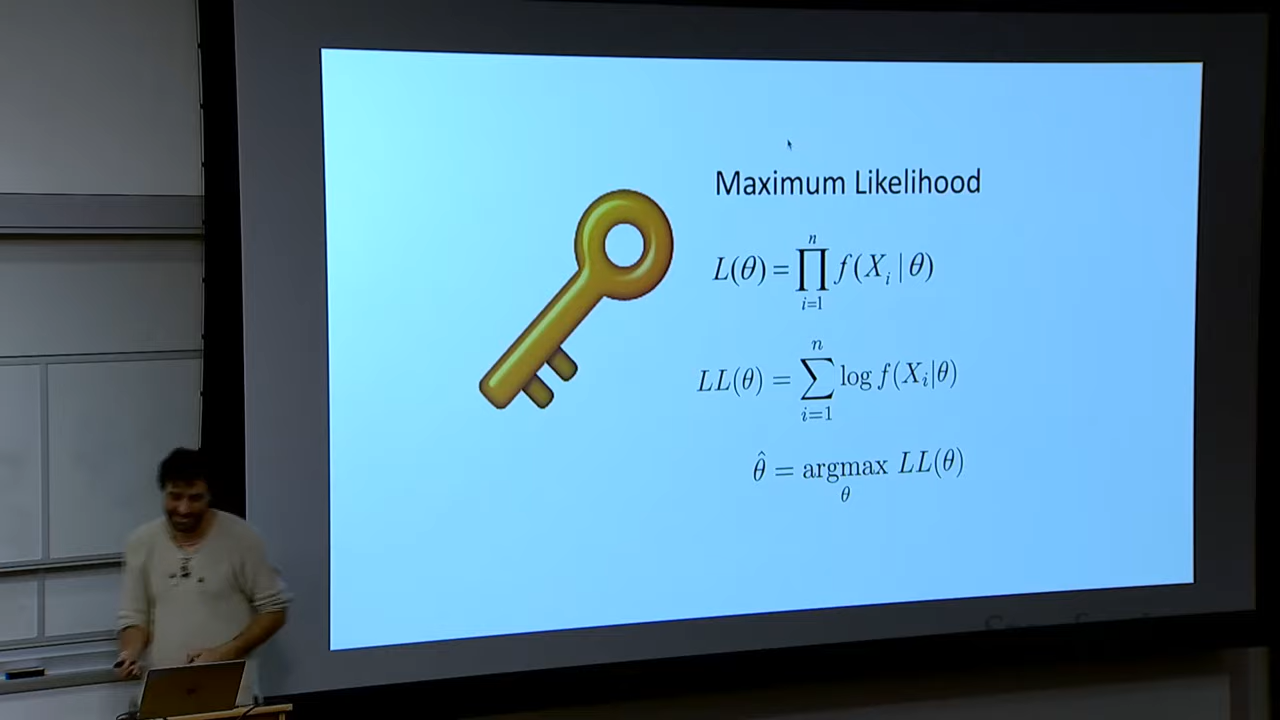 Maximum Likelihood
L(θ) = ∏_{i=1}^{n} f(X_i | θ)
LL(θ) = ∑_{i=1}^{n} log f(X_i|θ)
θ̂ = argmax_θ LL(θ)